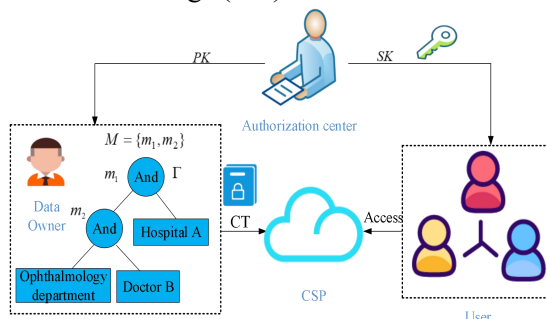 PK
SK
Authorization center
M = {m₁, m₂}
m₁
And
Γ
Data
Owner
m₂
And
Hospital A
Ophthalmology
department
Doctor B
CT
CSP
Access
User